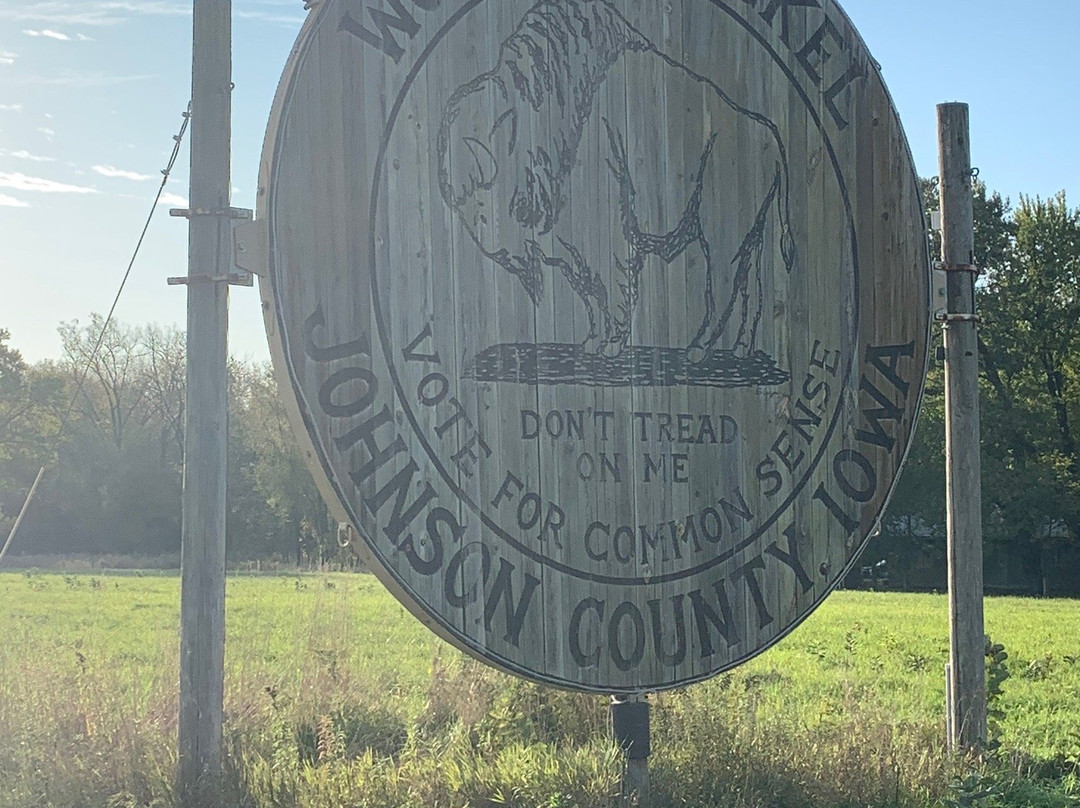 DON'T TREAD
ON ME
VOTE FOR COMMON SENSE
JOHNSON COUNTY, IOWA